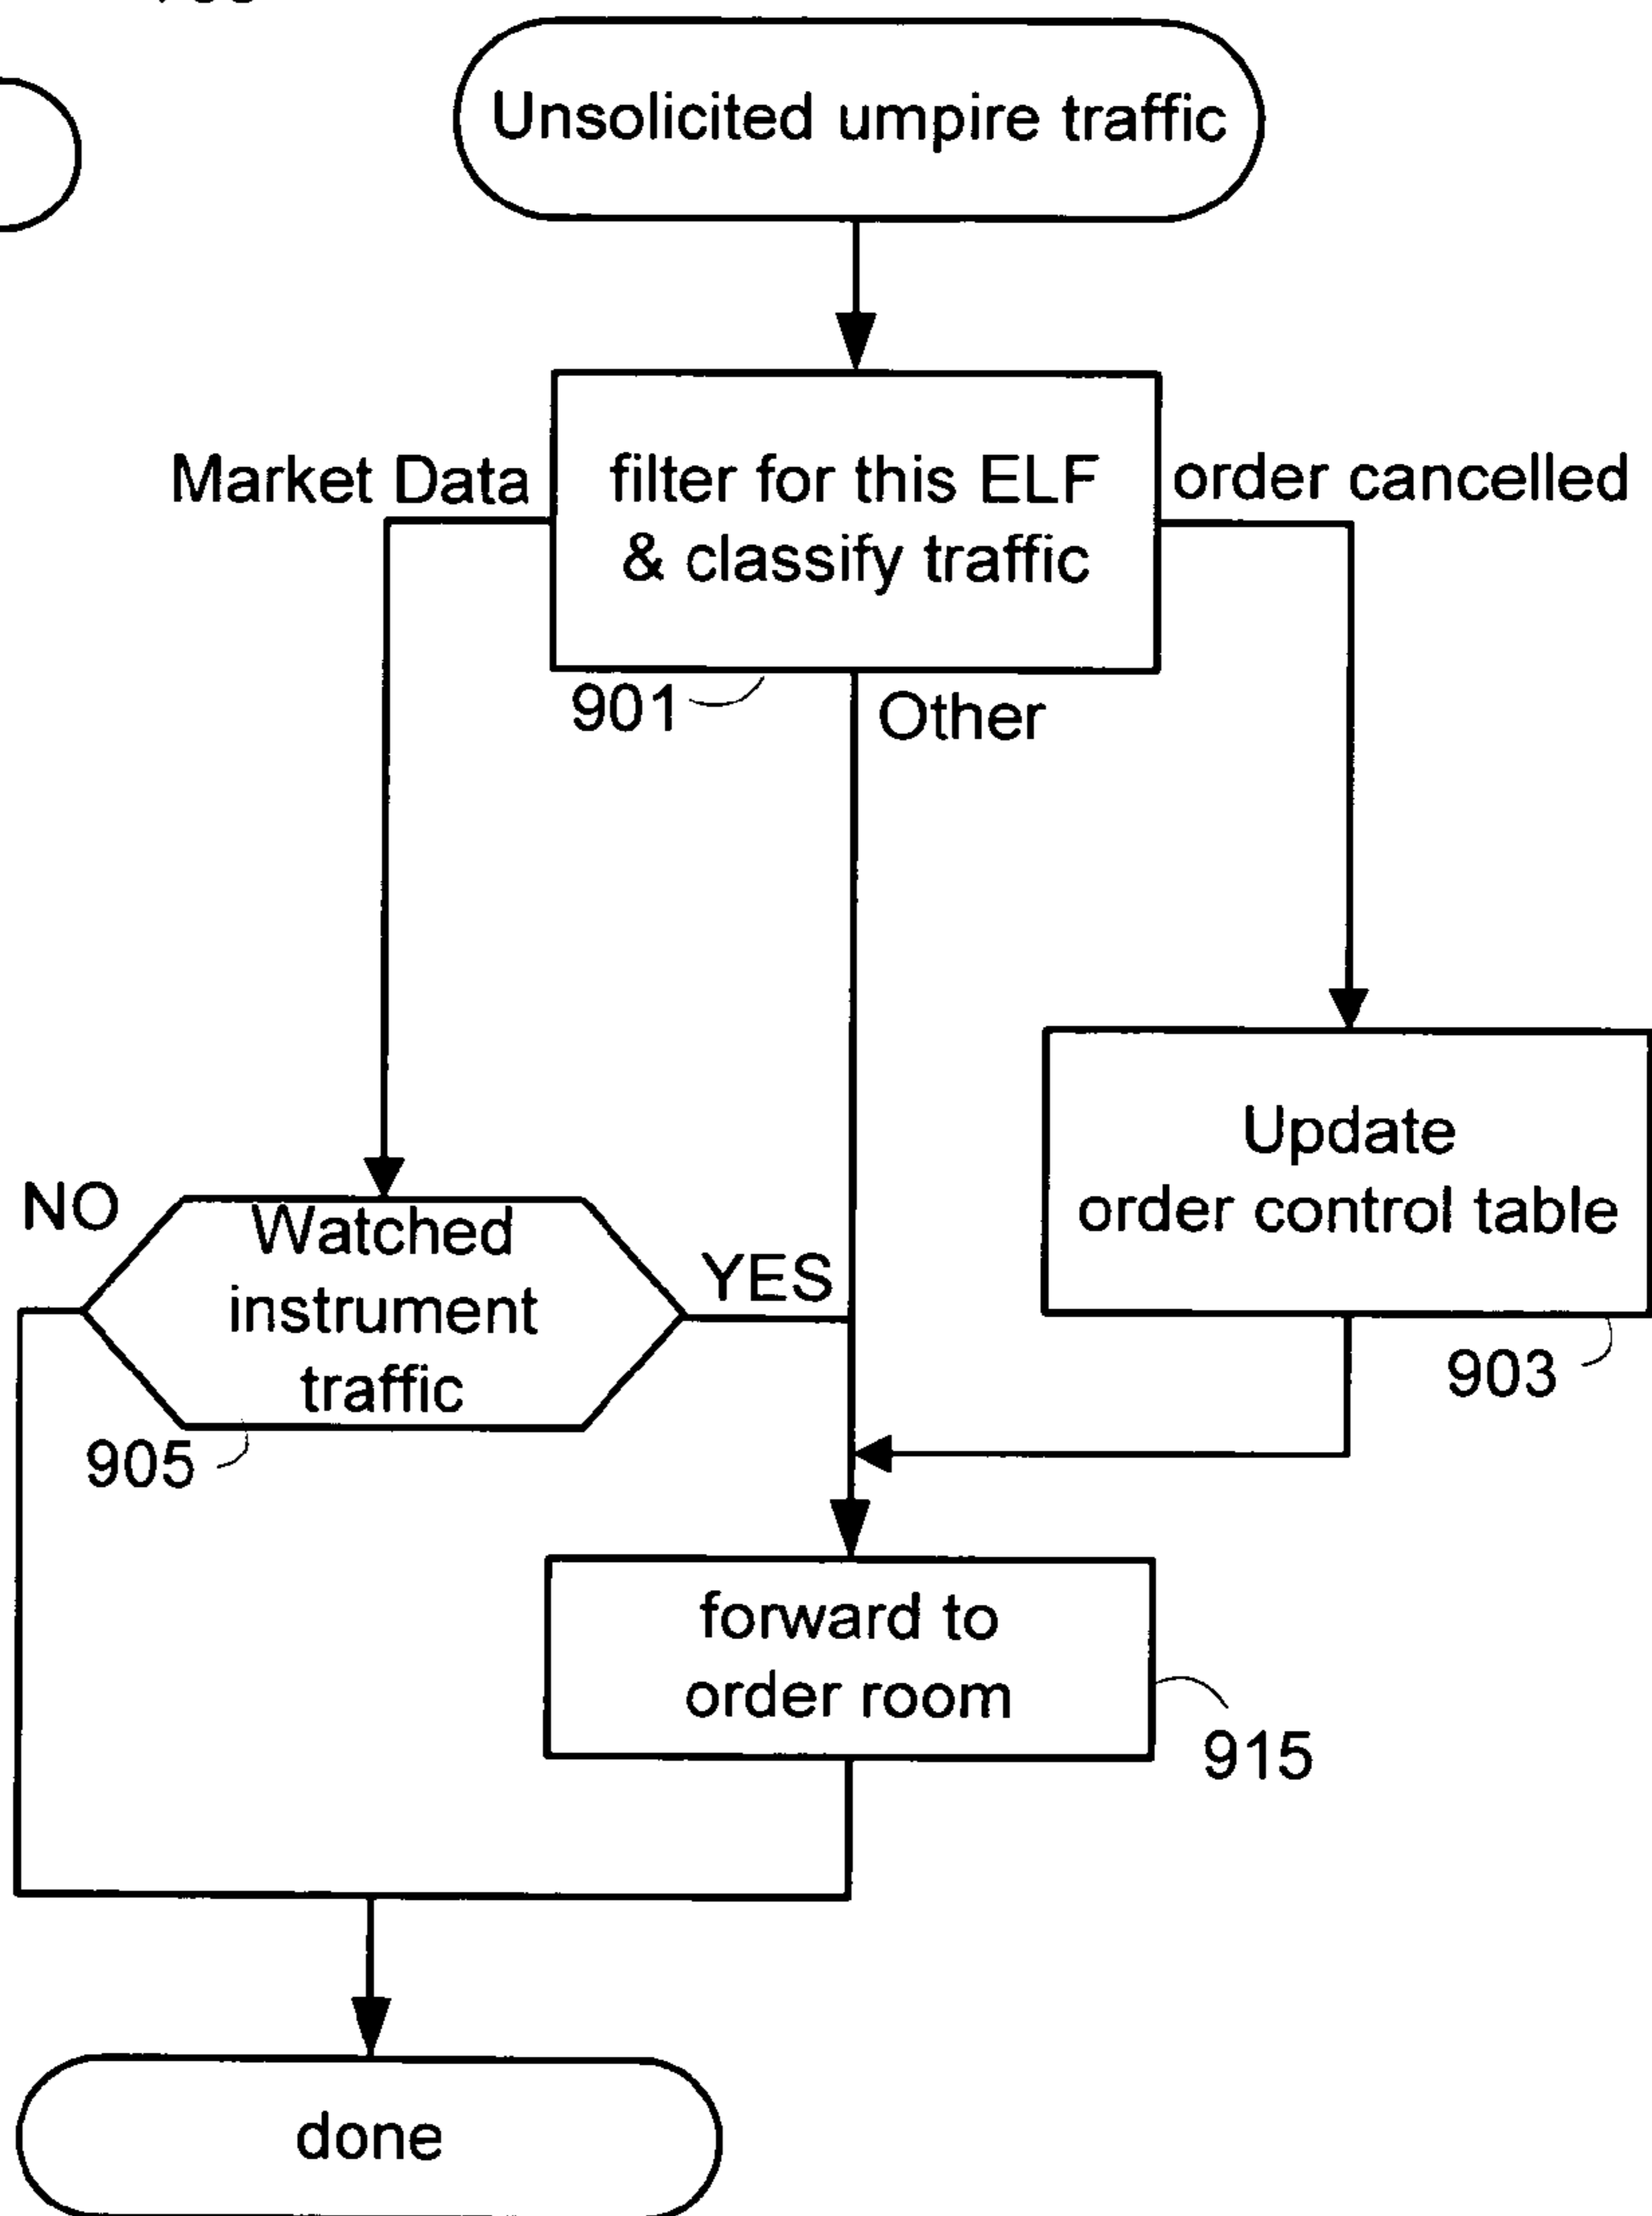 Unsolicited umpire traffic
Market Data
filter for this ELF
& classify traffic
order cancelled
901
Other
Update
order control table
903
NO
Watched
instrument
traffic
YES
905
forward to
order room
915
done